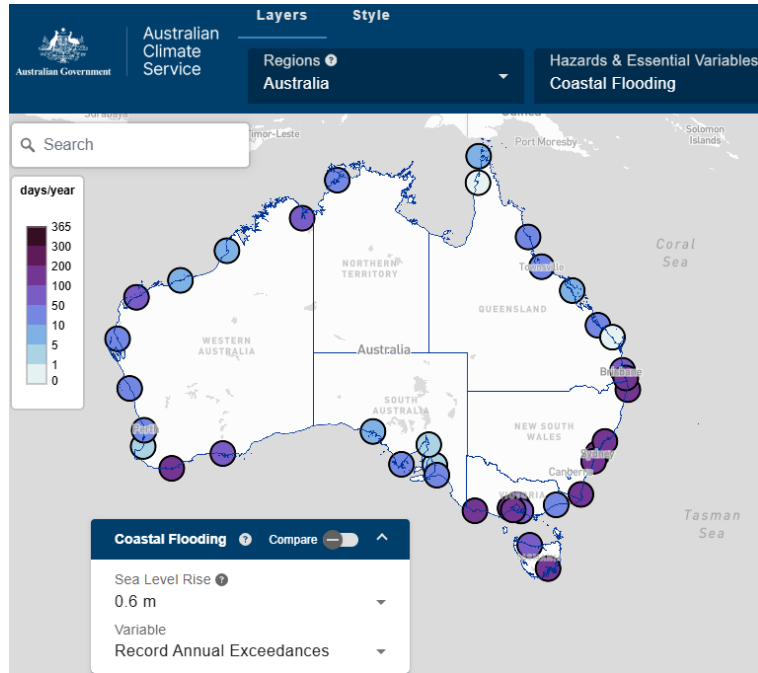 Layers
Style
Australian Government
Australian
Climate
Service
Regions ?
Australia
Hazards & Essential Variables
Coastal Flooding
Search
Timor-Leste
Port Moresby
Solomon
Islands
days/year
365
300
200
100
50
10
5
1
0
Coral
Sea
NORTHERN
TERRITORY
Townsville
QUEENSLAND
WESTERN
AUSTRALIA
Australia
Brisbane
SOUTH
AUSTRALIA
NEW SOUTH
WALES
Perth
Sydney
Canberra
VICTORIA
Tasman
Sea
Coastal Flooding ? Compare
Sea Level Rise ?
0.6 m
Variable
Record Annual Exceedances